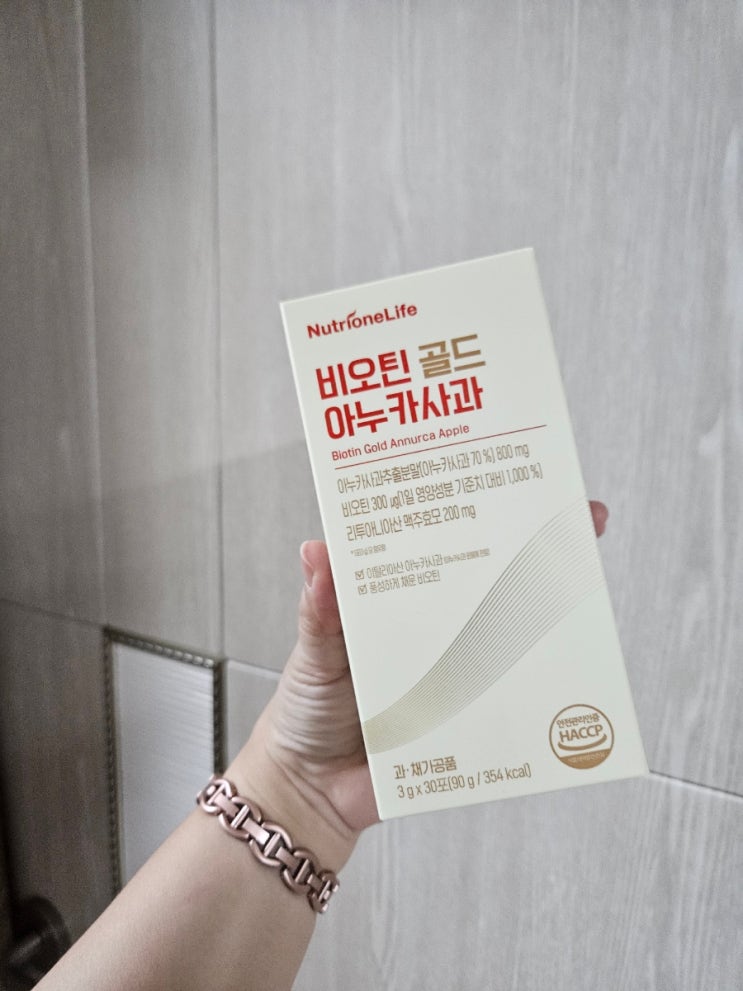 NutrioneLife
비오틴 골드
아누카사과
Biotin Gold Annurca Apple
아누카사과추출분말(아누카사과 70 %) 800 mg
비오틴 300 μg(1일 영양성분 기준치 대비 1,000 %)
리투아니아산 맥주효모 200 mg
이탈리아산 아누카사과
풍성하게 채운 비오틴
안전관리인증
HACCP
과·채가공품
3 g x 30포(90 g / 354 kcal)